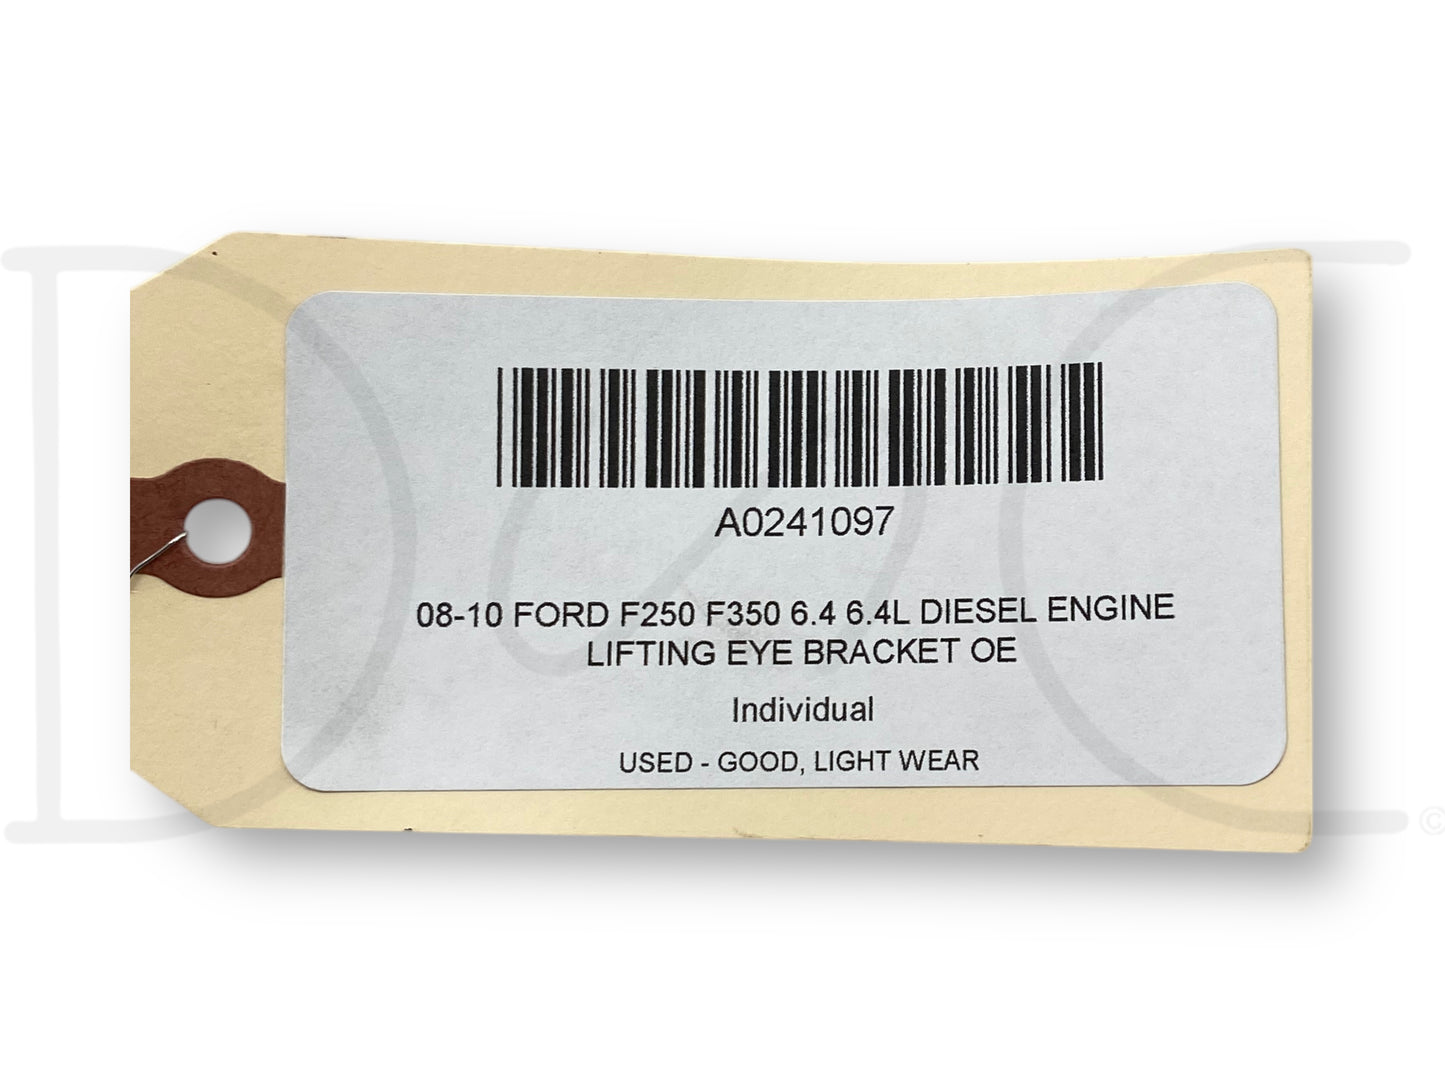 A0241097
08-10 FORD F250 F350 6.4 6.4L DIESEL ENGINE
LIFTING EYE BRACKET OE
Individual
USED - GOOD, LIGHT WEAR
©